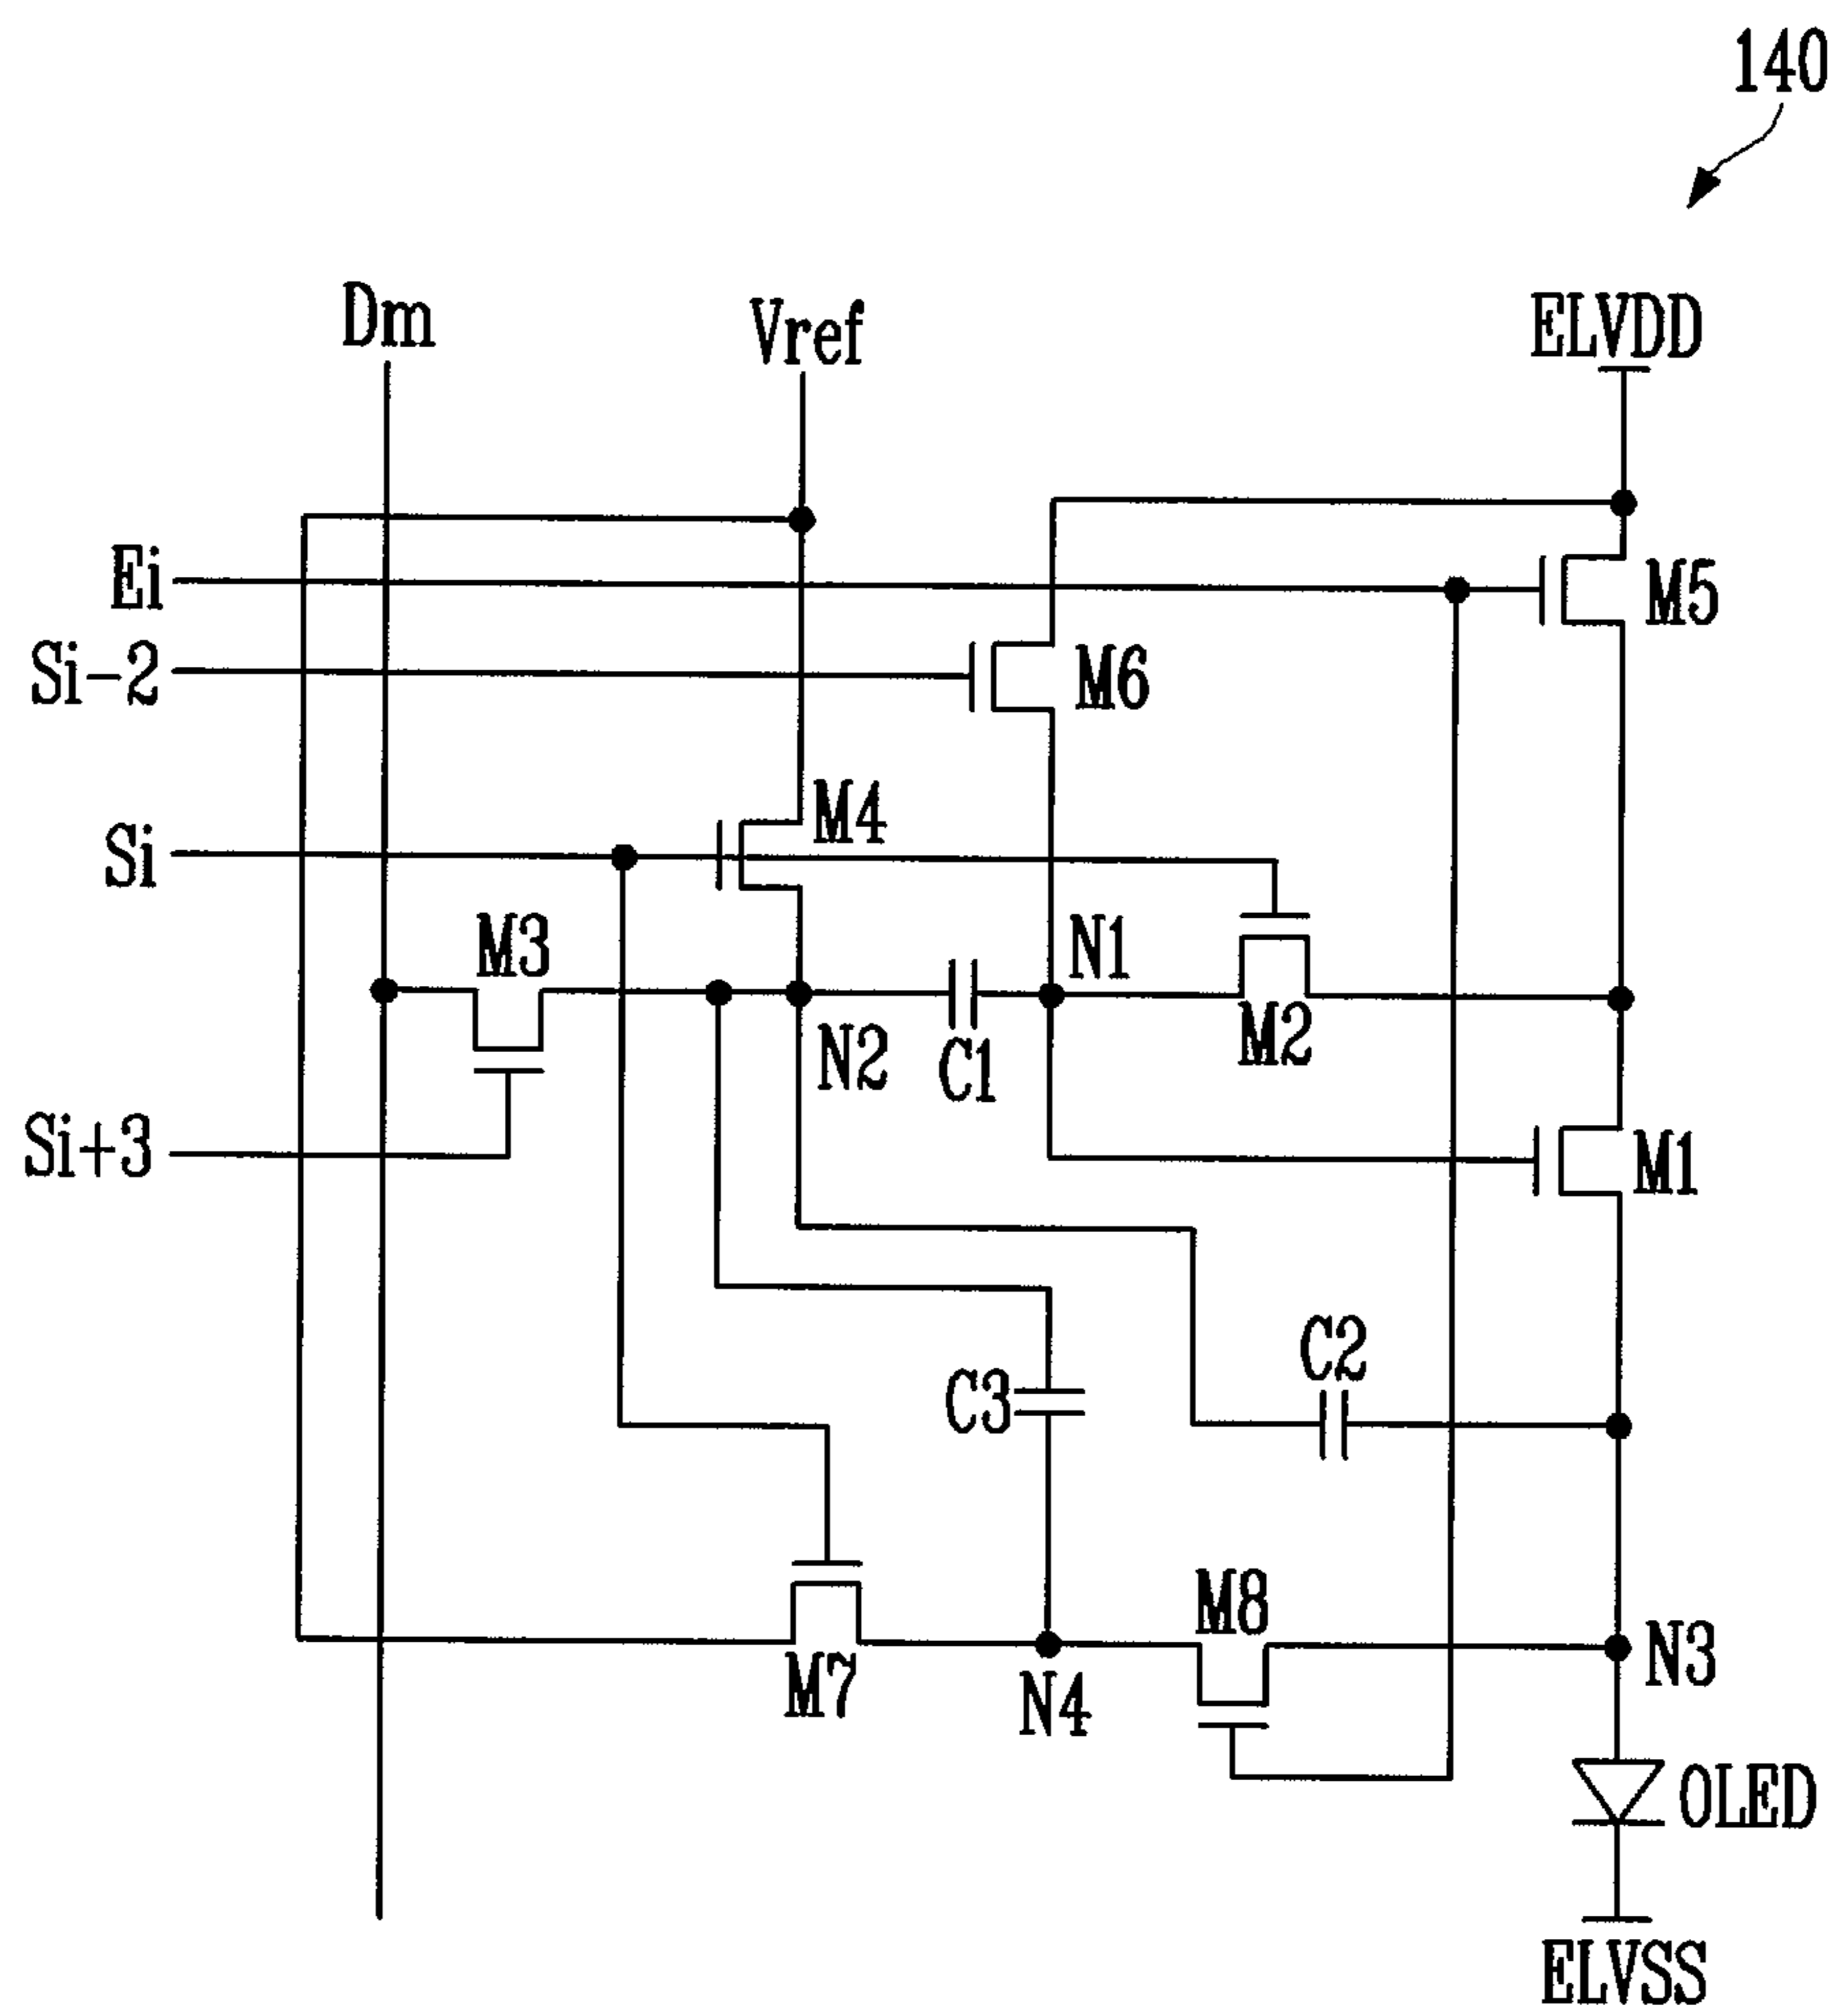 140
Dm
Vref
ELVDD
Ei
M5
Si-2
M6
M4
Si
M3
N1
N2
C1
M2
Si+3
M1
C2
C3
M8
N3
M7
N4
OLED
ELVSS